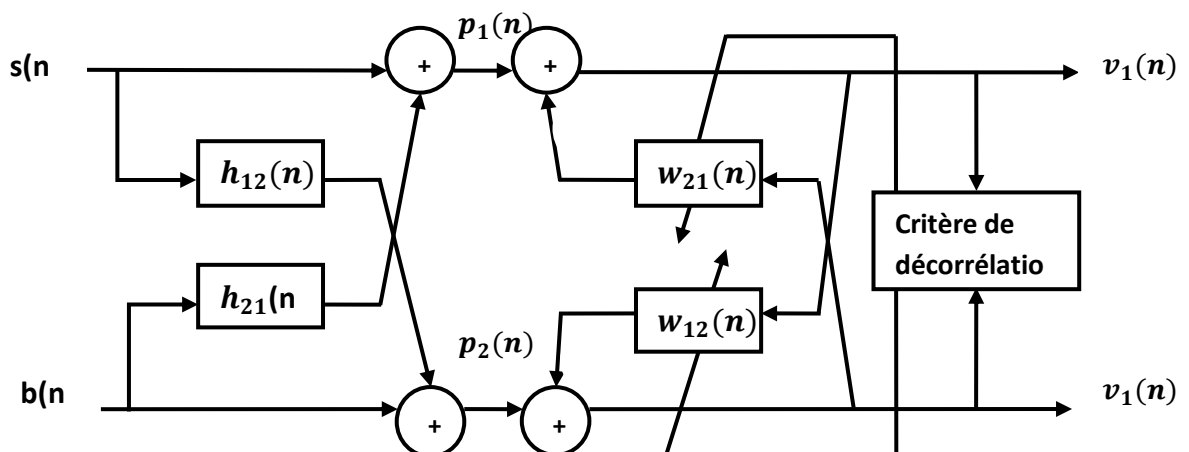 p₁(n)
+
+
s(n
v₁(n)
h₁₂(n)
w₂₁(n)
Critère de
décorrélatio
h₂₁(n
w₁₂(n)
p₂(n)
b(n
v₁(n)
+
+